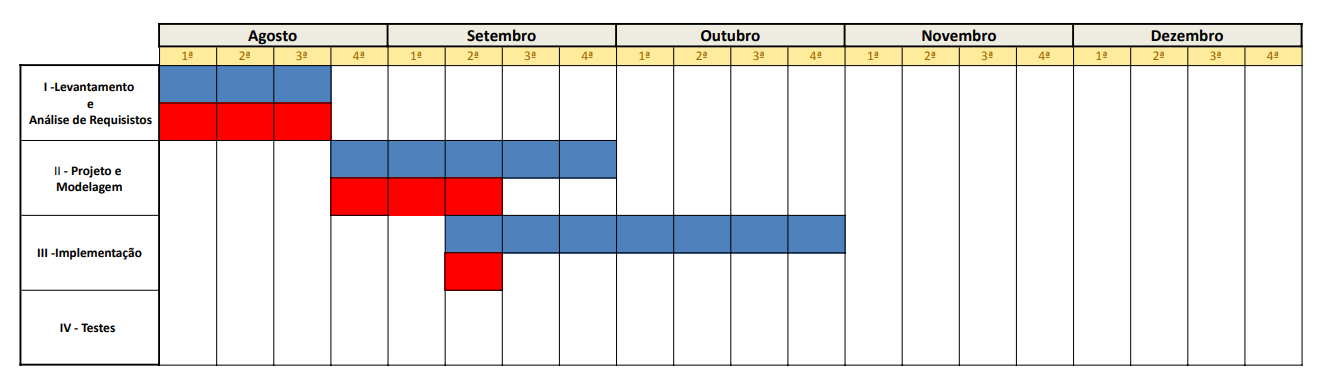 Agosto Setembro Outubro Novembro Dezembro
1ª 2ª 3ª 4ª 1ª 2ª 3ª 4ª 1ª 2ª 3ª 4ª 1ª 2ª 3ª 4ª 1ª 2ª 3ª 4ª
I -Levantamento
e
Análise de Requisistos
II - Projeto e
Modelagem
III -Implementação
IV - Testes